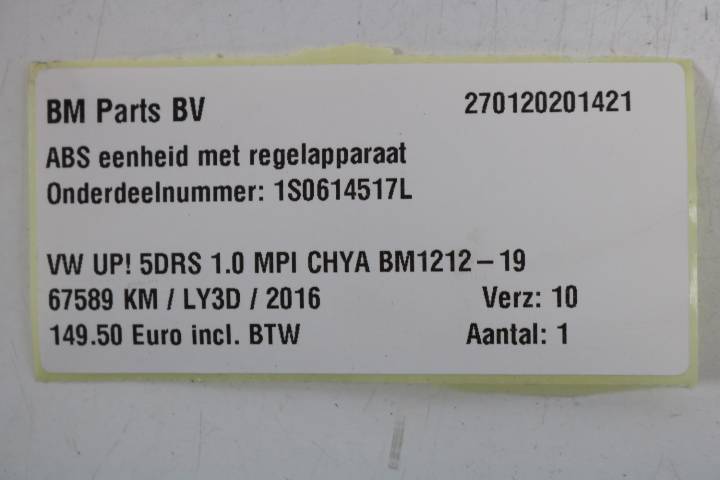 BM Parts BV 270120201421
ABS eenheid met regelapparaat
Onderdeelnummer: 1S0614517L
VW UP! 5DRS 1.0 MPI CHYA BM1212-19
67589 KM / LY3D / 2016 Verz: 10
149.50 Euro incl. BTW Aantal: 1